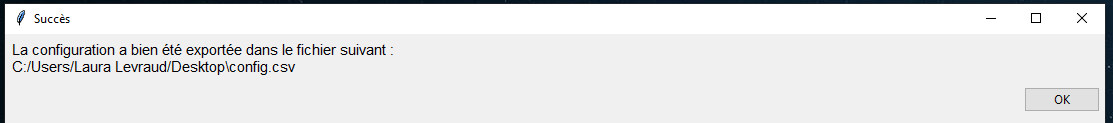 Succès
La configuration a bien été exportée dans le fichier suivant :
C:/Users/Laura Levraud/Desktop\config.csv
OK